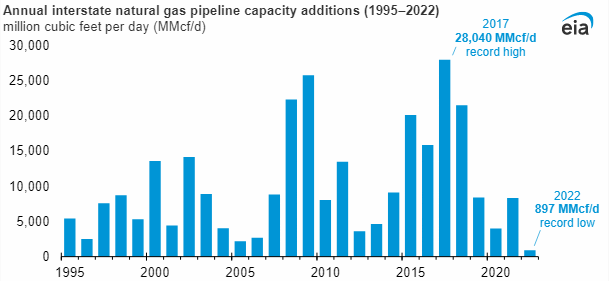 Annual interstate natural gas pipeline capacity additions (1995–2022)
million cubic feet per day (MMcf/d)
eia
2017
28,040 MMcf/d
record high
30,000
25,000
20,000
15,000
10,000
5,000
0
2022
897 MMcf/d
record low
1995
2000
2005
2010
2015
2020